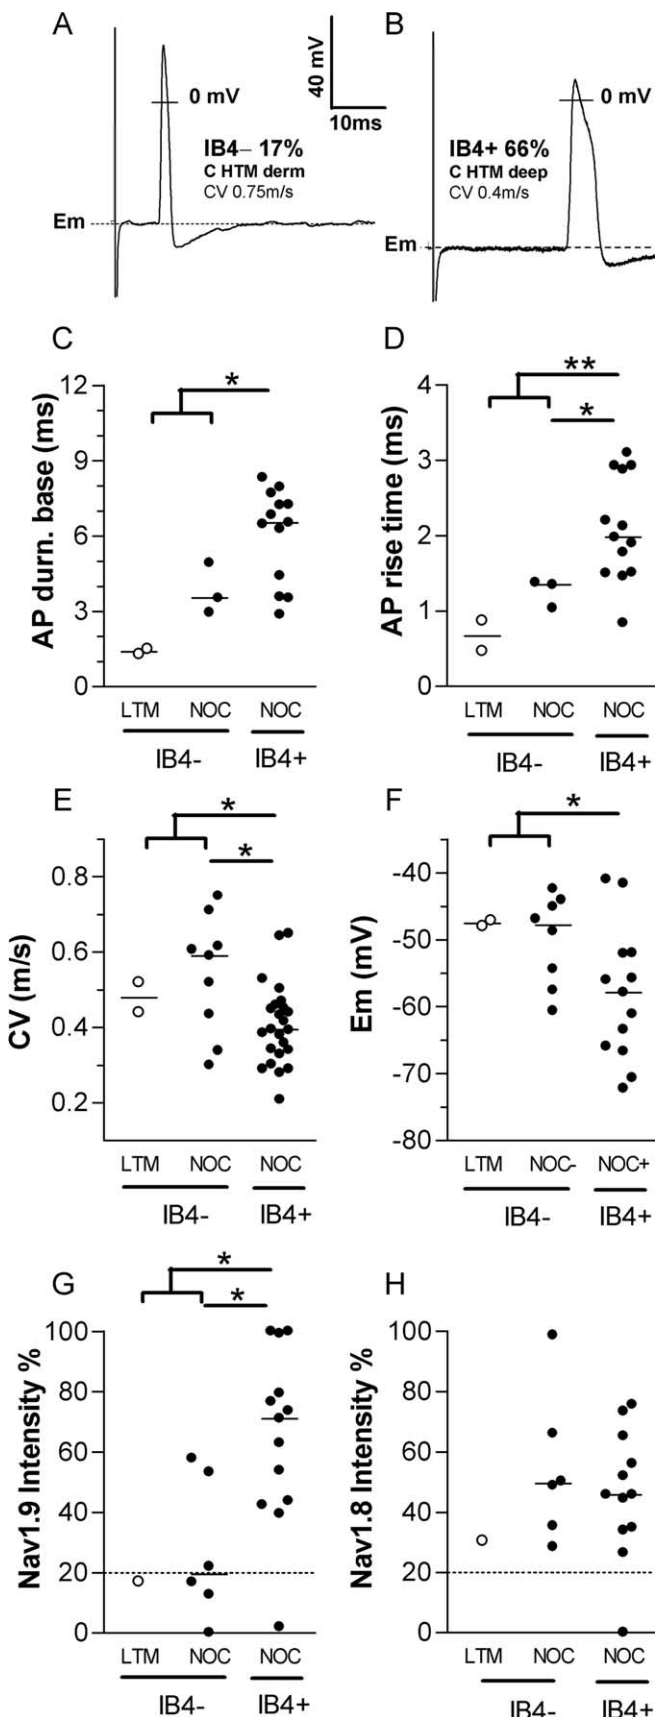 A
B
40 mV
10ms
0 mV
0 mV
IB4– 17%
C HTM derm
CV 0.75m/s
IB4+ 66%
C HTM deep
CV 0.4m/s
Em
Em
C
*
12
9
6
3
0
AP durn. base (ms)
LTM NOC NOC
IB4- IB4+
D
**
*
4
3
2
1
0
AP rise time (ms)
LTM NOC NOC
IB4- IB4+
E
*
*
0.8
0.6
0.4
0.2
CV (m/s)
LTM NOC NOC
IB4- IB4+
F
*
-40
-50
-60
-70
-80
Em (mV)
LTM NOC- NOC+
IB4- IB4+
G
*
*
100
80
60
40
20
0
Nav1.9 Intensity %
LTM NOC NOC
IB4- IB4+
H
100
80
60
40
20
0
Nav1.8 Intensity %
LTM NOC NOC
IB4- IB4+